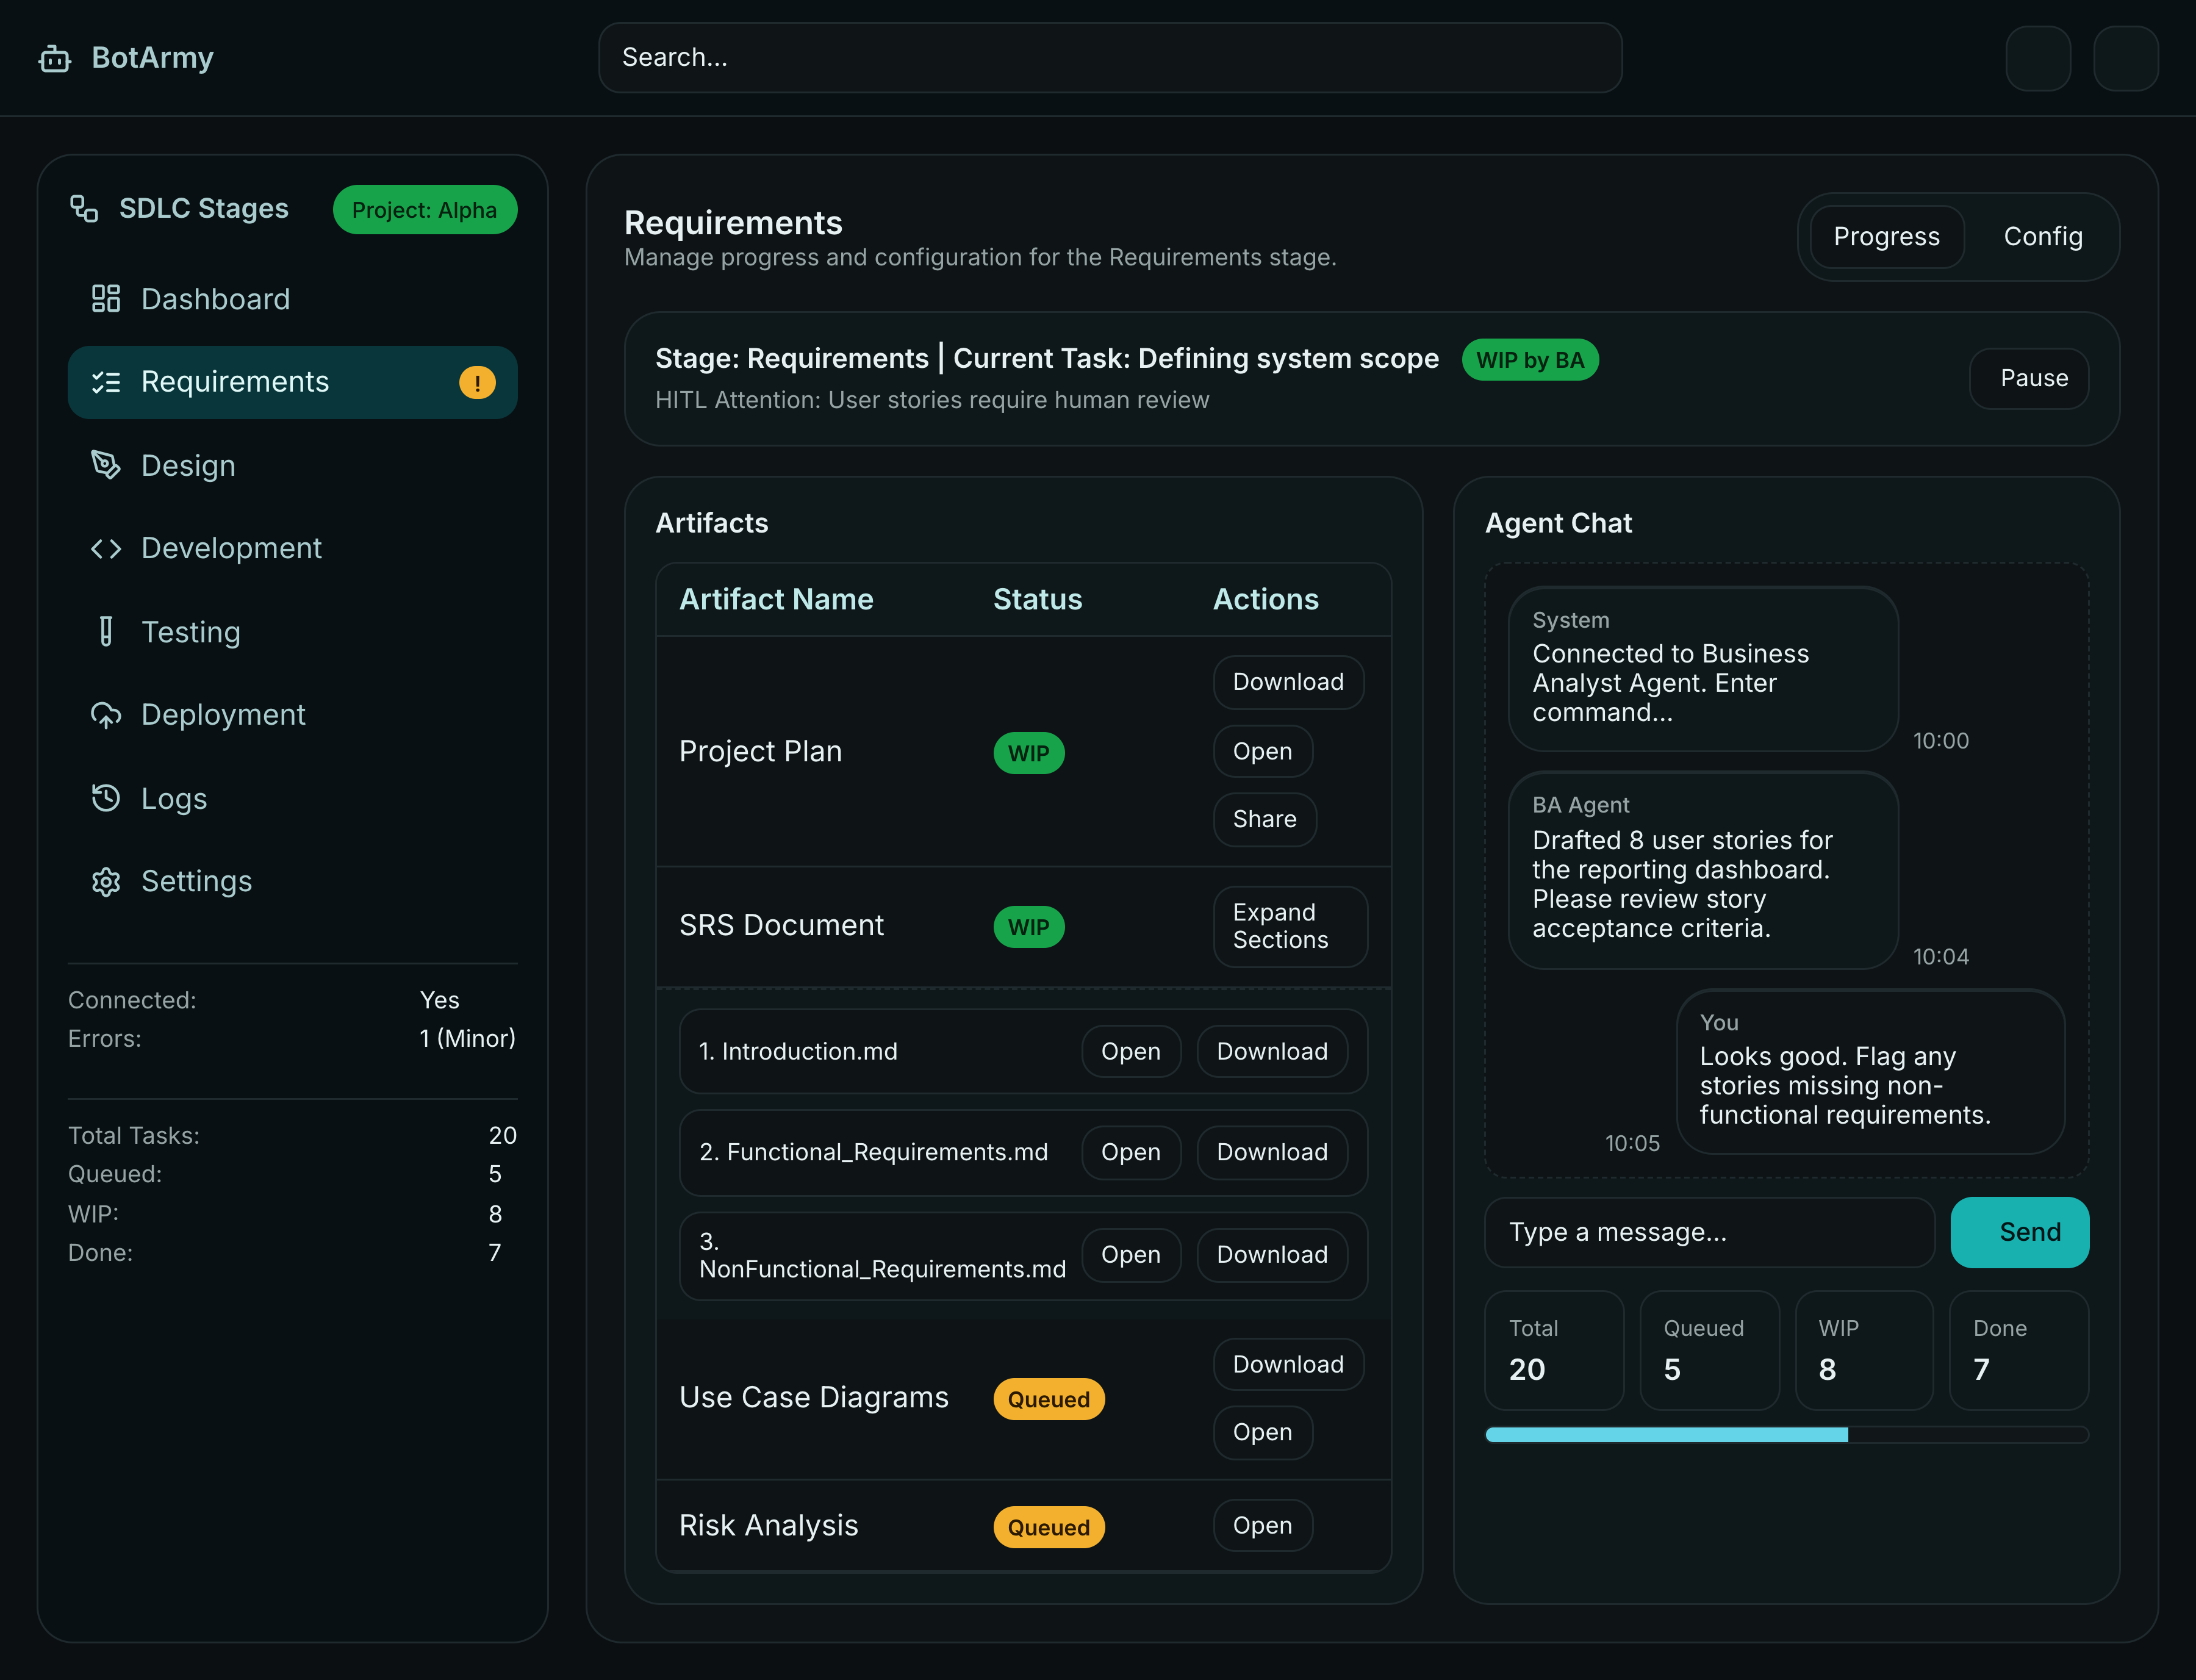 BotArmy
Search...
SDLC Stages
Project: Alpha
Dashboard
Requirements
!
Design
Development
Testing
Deployment
Logs
Settings
Connected: Yes
Errors: 1 (Minor)
Total Tasks: 20
Queued: 5
WIP: 8
Done: 7
Requirements
Manage progress and configuration for the Requirements stage.
Progress
Config
Stage: Requirements | Current Task: Defining system scope
WIP by BA
HITL Attention: User stories require human review
Pause
Artifacts
Artifact Name Status Actions
Project Plan
WIP
Download
Open
Share
SRS Document
WIP
Expand
Sections
1. Introduction.md Open Download
2. Functional_Requirements.md Open Download
3.
NonFunctional_Requirements.md Open Download
Use Case Diagrams
Queued
Download
Open
Risk Analysis Queued Open
Agent Chat
System
Connected to Business
Analyst Agent. Enter
command...
10:00
BA Agent
Drafted 8 user stories for
the reporting dashboard.
Please review story
acceptance criteria.
10:04
You
Looks good. Flag any
stories missing non-
functional requirements.
10:05
Type a message...
Send
Total
20
Queued
5
WIP
8
Done
7